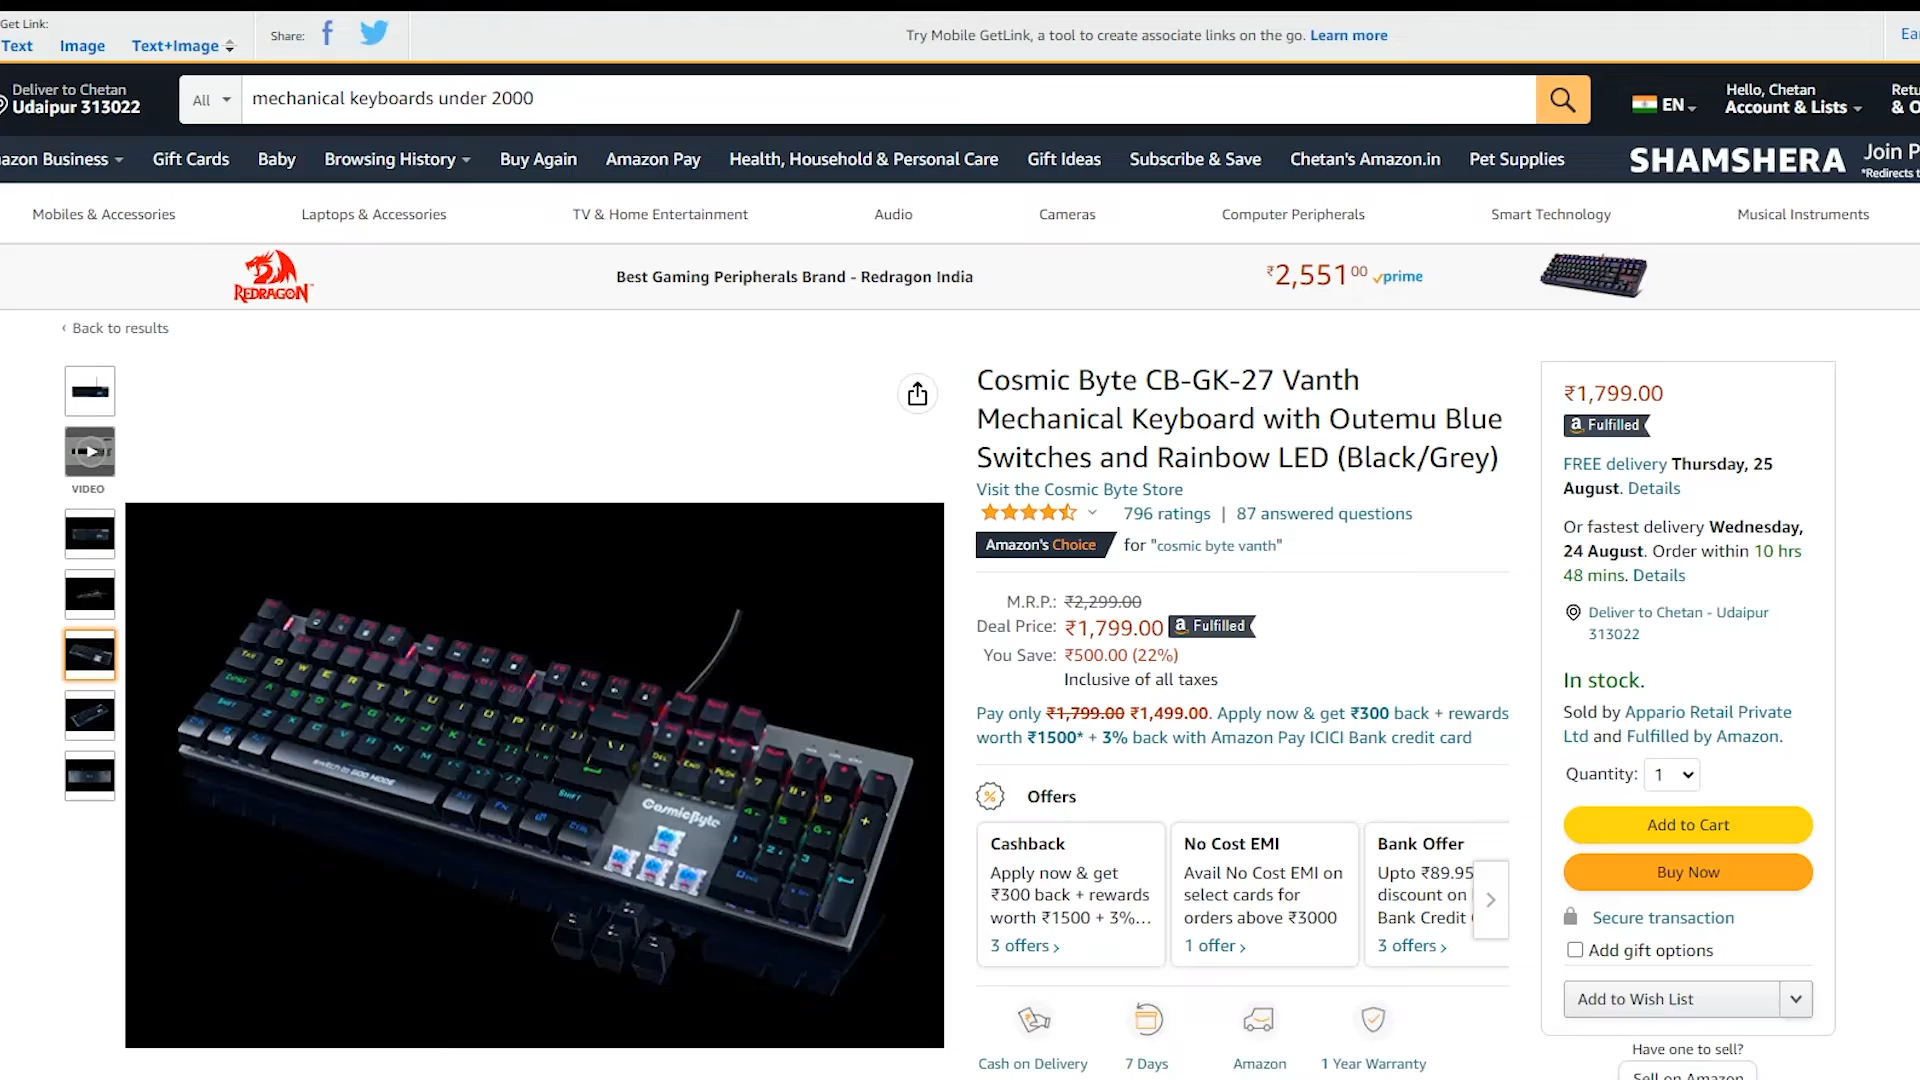 Get Link:
Text Image Text+Image
Share:
Try Mobile GetLink, a tool to create associate links on the go. Learn more
Deliver to Chetan
Udaipur 313022
All
mechanical keyboards under 2000
EN
Hello, Chetan
Account & Lists
Gift Cards Baby Browsing History Buy Again Amazon Pay Health, Household & Personal Care Gift Ideas Subscribe & Save Chetan's Amazon.in Pet Supplies
SHAMSHERA
Join P
*Redirects t
Mobiles & Accessories Laptops & Accessories TV & Home Entertainment Audio Cameras Computer Peripherals Smart Technology Musical Instruments
REDRAGON
Best Gaming Peripherals Brand - Redragon India
₹2,551 00 prime
‹ Back to results
VIDEO
CosmicByte
Switch to GOD MODE
Cosmic Byte CB-GK-27 Vanth
Mechanical Keyboard with Outemu Blue
Switches and Rainbow LED (Black/Grey)
Visit the Cosmic Byte Store
796 ratings | 87 answered questions
Amazon's Choice for "cosmic byte vanth"
M.R.P.: ₹2,299.00
Deal Price: ₹1,799.00 a Fulfilled
You Save: ₹500.00 (22%)
Inclusive of all taxes
Pay only ₹1,799.00 ₹1,499.00. Apply now & get ₹300 back + rewards
worth ₹1500* + 3% back with Amazon Pay ICICI Bank credit card
Offers
Cashback
Apply now & get
₹300 back + rewards
worth ₹1500 + 3%...
3 offers ›
No Cost EMI
Avail No Cost EMI on
select cards for
orders above ₹3000
1 offer ›
Bank Offer
Upto ₹89.95
discount on
Bank Credit
3 offers ›
Cash on Delivery
7 Days
Amazon
1 Year Warranty
₹1,799.00
a Fulfilled
FREE delivery Thursday, 25
August. Details
Or fastest delivery Wednesday,
24 August. Order within 10 hrs
48 mins. Details
Deliver to Chetan - Udaipur
313022
In stock.
Sold by Appario Retail Private
Ltd and Fulfilled by Amazon.
Quantity: 1
Add to Cart
Buy Now
Secure transaction
Add gift options
Add to Wish List
Have one to sell?
Sell on Amazon